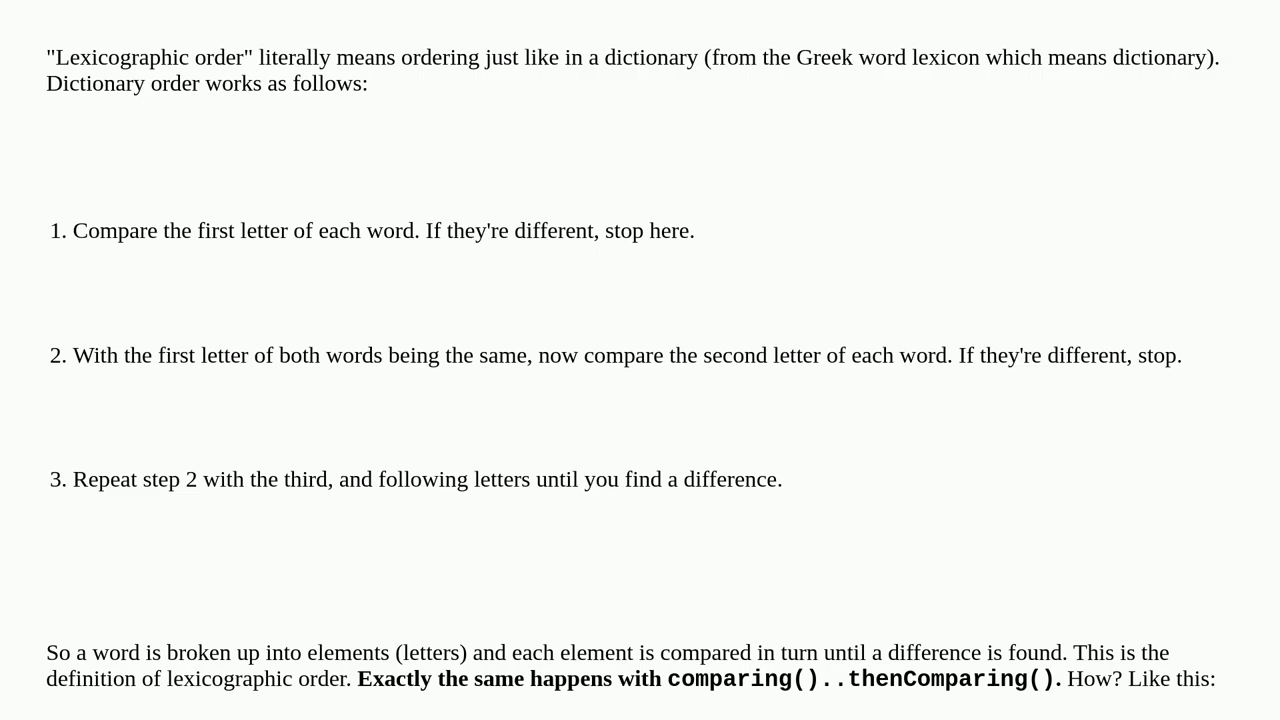 "Lexicographic order" literally means ordering just like in a dictionary (from the Greek word lexicon which means dictionary).
Dictionary order works as follows:
1. Compare the first letter of each word. If they're different, stop here.
2. With the first letter of both words being the same, now compare the second letter of each word. If they're different, stop.
3. Repeat step 2 with the third, and following letters until you find a difference.
So a word is broken up into elements (letters) and each element is compared in turn until a difference is found. This is the
definition of lexicographic order. Exactly the same happens with comparing()..thenComparing(). How? Like this: